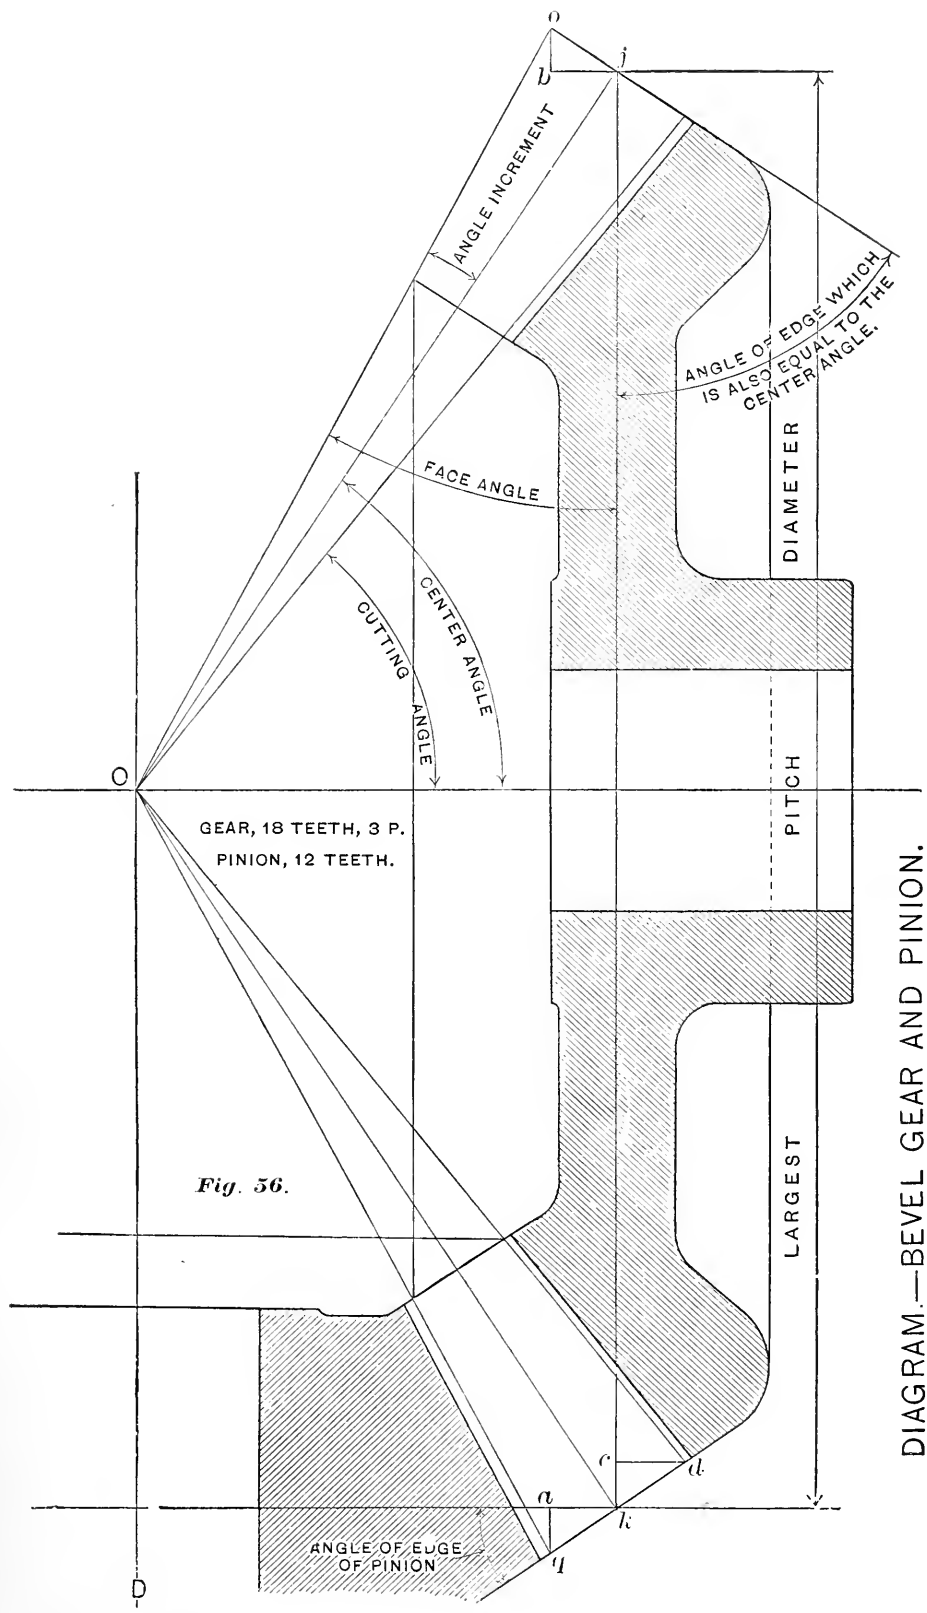 o
j
b
ANGLE INCREMENT
ANGLE OF EDGE WHICH
IS ALSO EQUAL TO THE
CENTER ANGLE.
FACE ANGLE
CENTER ANGLE
CUTTING ANGLE
LARGEST PITCH DIAMETER
O
GEAR, 18 TEETH, 3 P.
PINION, 12 TEETH.
Fig. 56.
c
d
a
k
q
ANGLE OF EDGE
OF PINION
D
DIAGRAM.—BEVEL GEAR AND PINION.